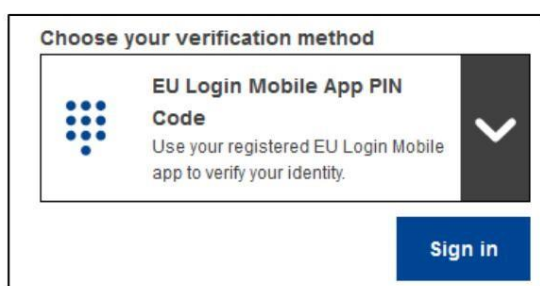 Choose your verification method
EU Login Mobile App PIN
Code
Use your registered EU Login Mobile
app to verify your identity.
Sign in